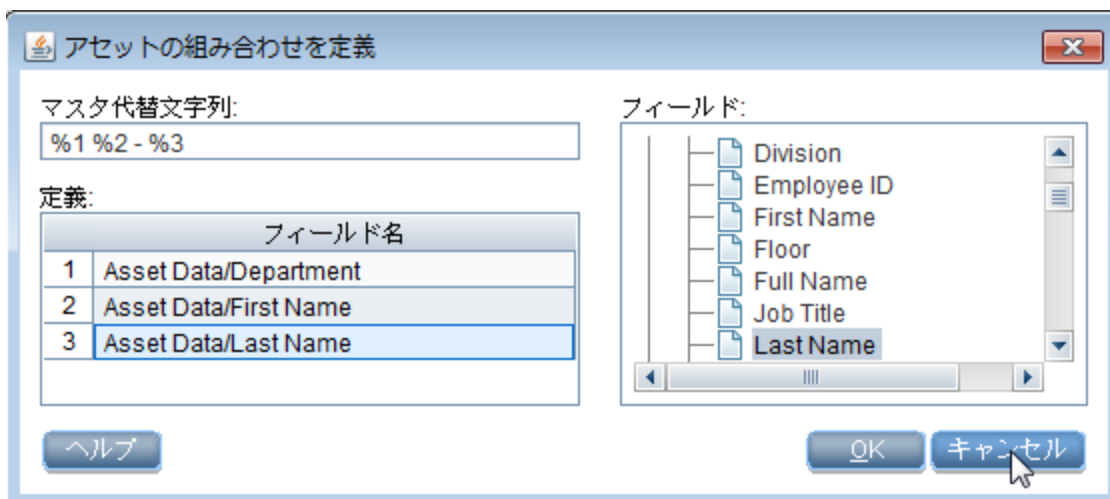 アセットの組み合わせを定義
マスタ代替文字列:
%1 %2 - %3
定義:
フィールド名
1 Asset Data/Department
2 Asset Data/First Name
3 Asset Data/Last Name
フィールド:
Division
Employee ID
First Name
Floor
Full Name
Job Title
Last Name
ヘルプ
OK
キャンセル